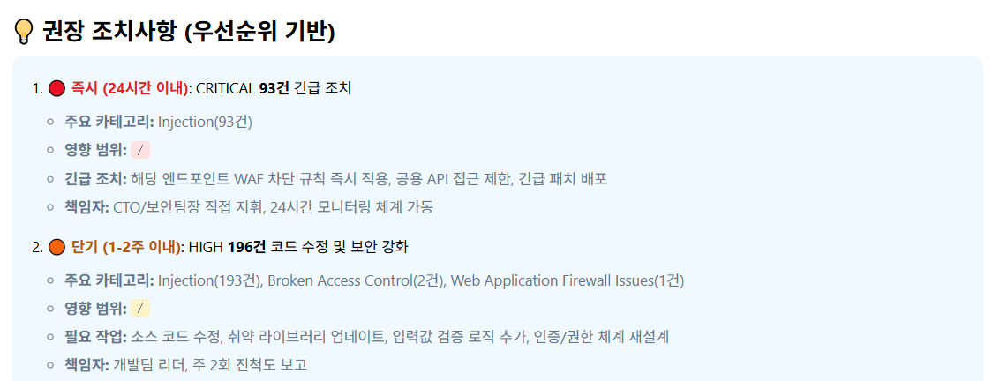 💡 권장 조치사항 (우선순위 기반)
1. 🔴 즉시 (24시간 이내): CRITICAL 93건 긴급 조치
○ 주요 카테고리: Injection(93건)
○ 영향 범위: /
○ 긴급 조치: 해당 엔드포인트 WAF 차단 규칙 즉시 적용, 공용 API 접근 제한, 긴급 패치 배포
○ 책임자: CTO/보안팀장 직접 지휘, 24시간 모니터링 체계 가동
2. 🟠 단기 (1-2주 이내): HIGH 196건 코드 수정 및 보안 강화
○ 주요 카테고리: Injection(193건), Broken Access Control(2건), Web Application Firewall Issues(1건)
○ 영향 범위: /
○ 필요 작업: 소스 코드 수정, 취약 라이브러리 업데이트, 입력값 검증 로직 추가, 인증/권한 체계 재설계
○ 책임자: 개발팀 리더, 주 2회 진척도 보고